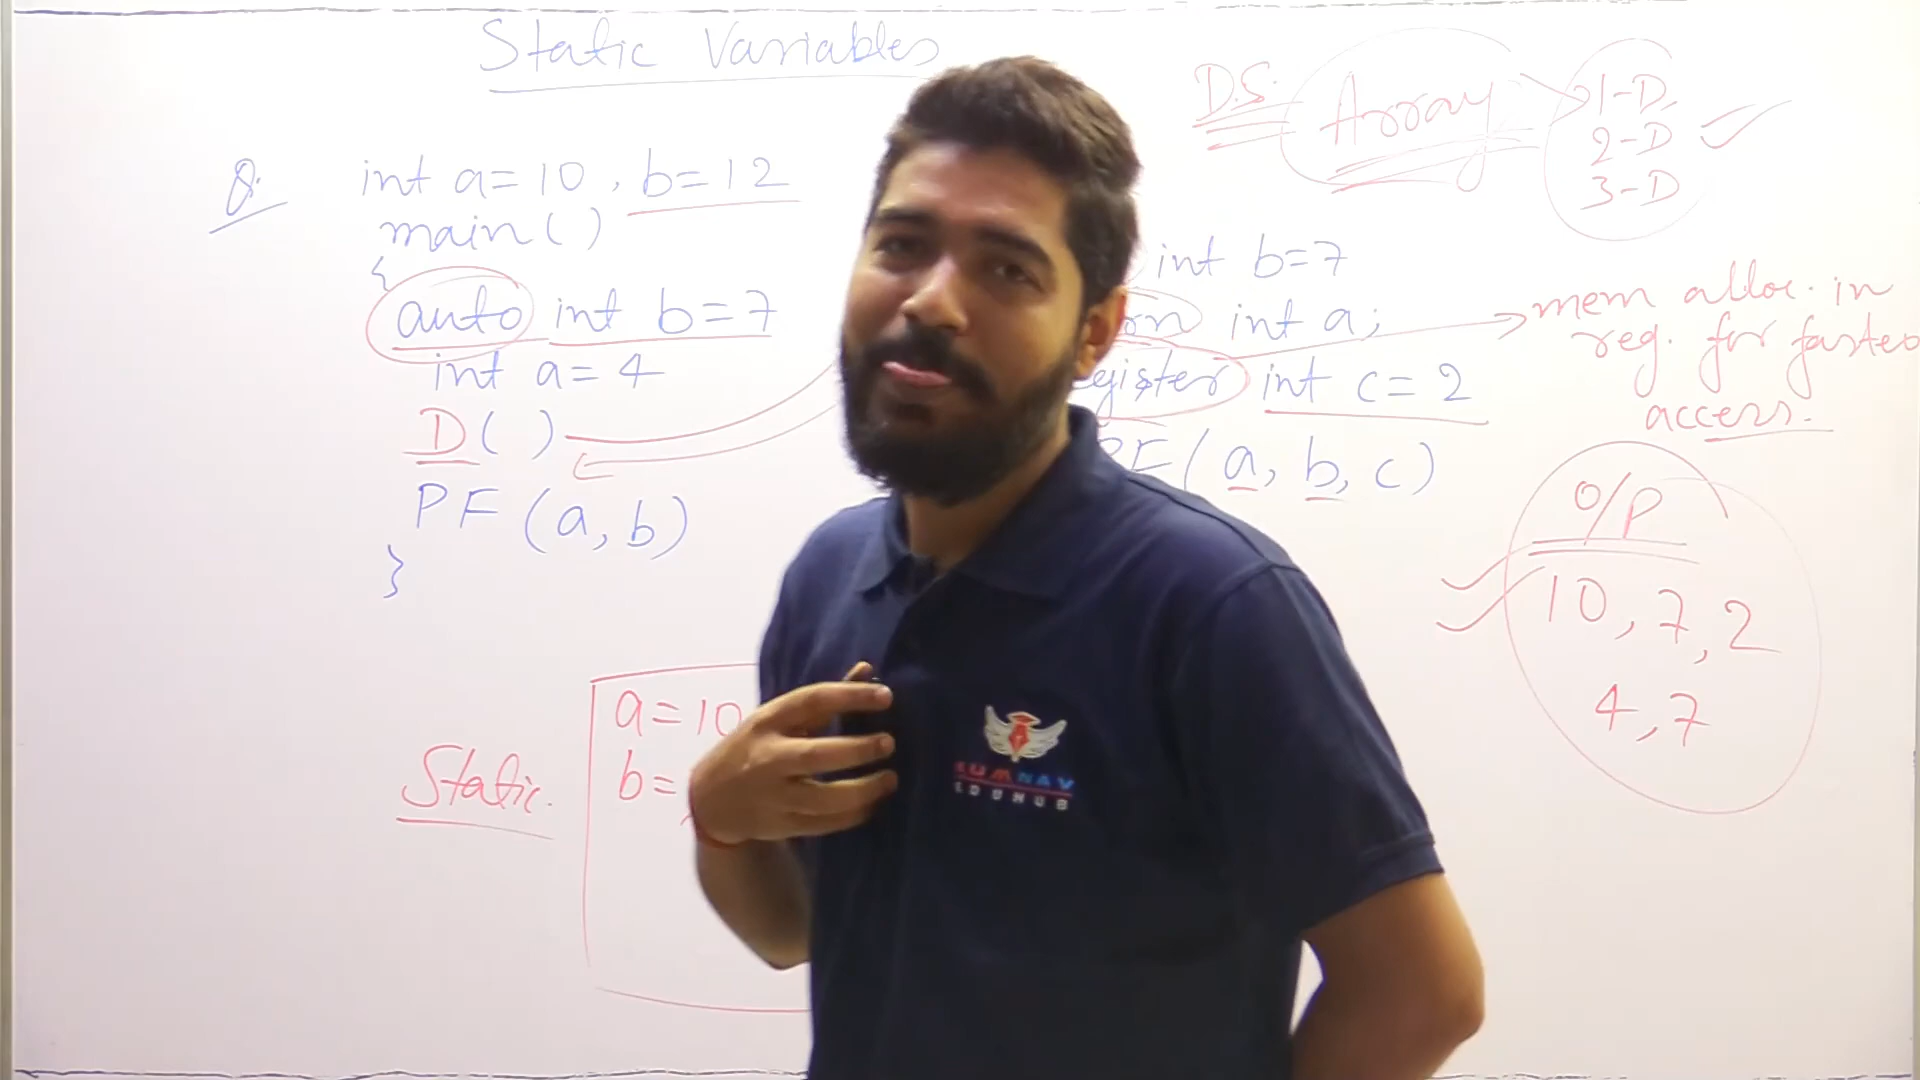 Static Variables
D.S. Array 1-D,
2-D
3-D
Q. int a=10, b=12
main()
{
auto int b=7
int a=4
D()
PF(a, b)
}
int b=7
int a;
int c=2
(a, b, c)
mem alloc. in
reg. for faster
access.
O/P
10, 7, 2
4, 7
Static.
a=10
b=
EDUHUB